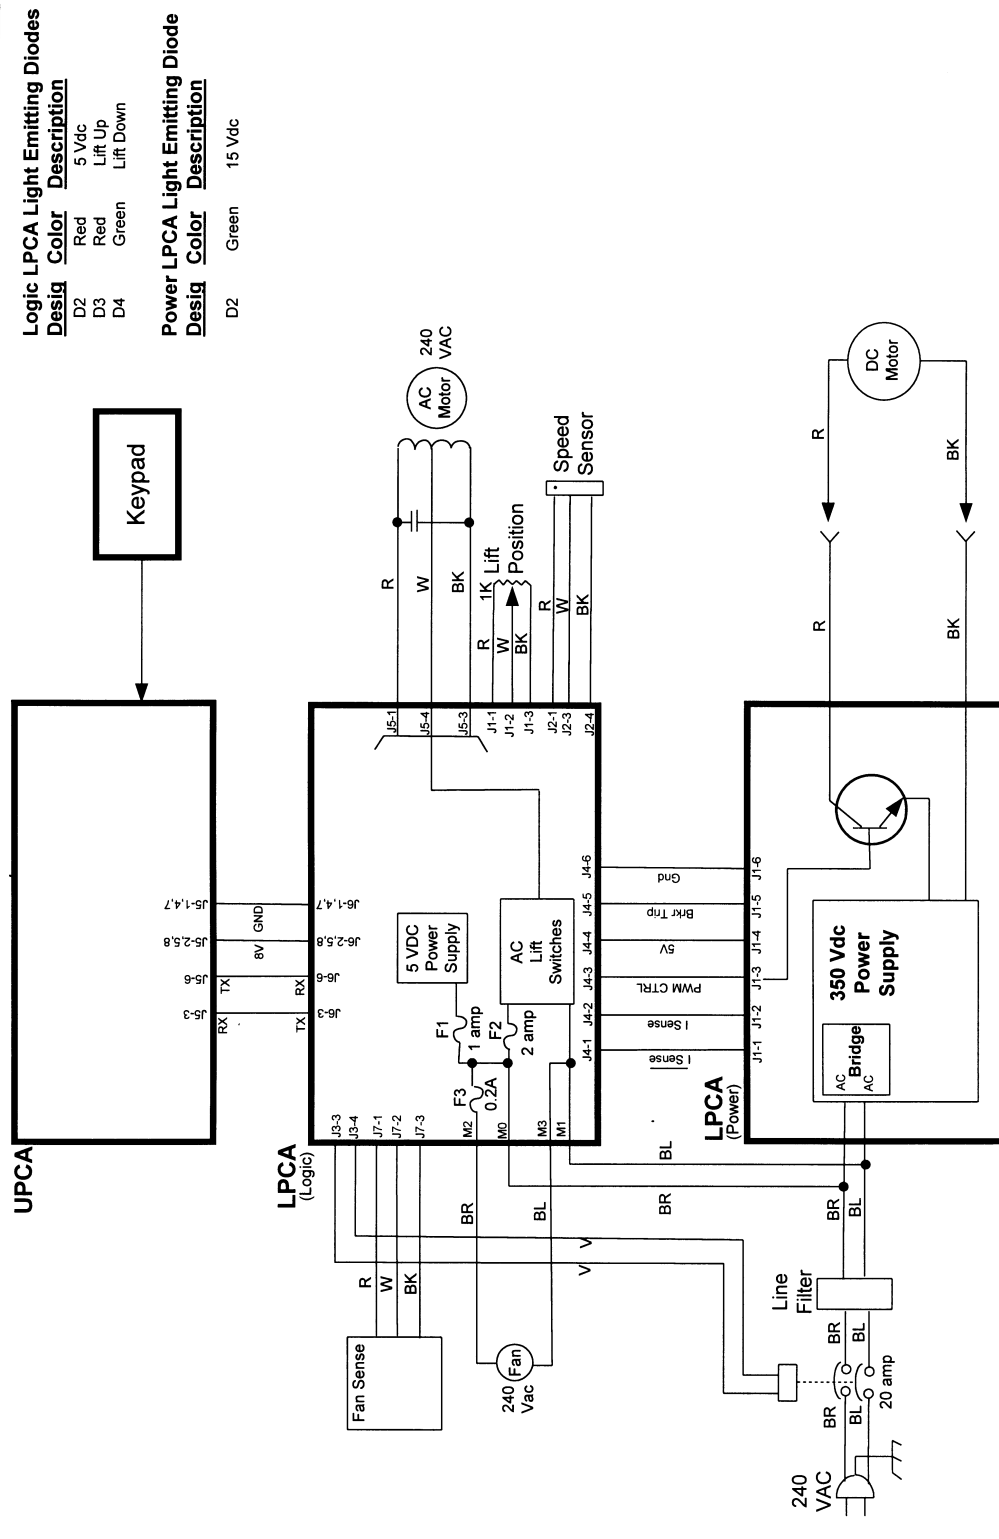 Logic LPCA Light Emitting Diodes
Desig Color Description
D2 Red 5 Vdc
D3 Red Lift Up
D4 Green Lift Down
Power LPCA Light Emitting Diode
Desig Color Description
D2 Green 15 Vdc
Keypad
UPCA
J5-3
J5-6
J5-2,5,8
J5-1,4,7
RX
TX
8V
GND
TX
RX
J6-3
J6-6
J6-2,5,8
J6-1,4,7
LPCA
(Logic)
J3-3
J3-4
J7-1
J7-2
J7-3
M2
M0
M3
M1
F3
0.2A
F1
1 amp
F2
2 amp
5 VDC
Power
Supply
AC
Lift
Switches
J5-1
J5-4
J5-3
J1-1
J1-2
J1-3
J2-1
J2-3
J2-4
R
W
BK
AC
Motor
240
VAC
R
W
BK
1K
Lift
Position
R
W
BK
Speed
Sensor
J4-1
J4-2
J4-3
J4-4
J4-5
J4-6
I Sense
I Sense
PWM CTRL
5V
Brkr Trip
Gnd
J1-1
J1-2
J1-3
J1-4
J1-5
J1-6
LPCA
(Power)
350 Vdc
Power
Supply
Bridge
AC
AC
R
BK
R
BK
DC
Motor
Fan Sense
R
W
BK
BR
BL
240
Vac
Fan
V
V
BR
BL
BR
BL
Line
Filter
BR
BL
20 amp
BR
BL
240
VAC